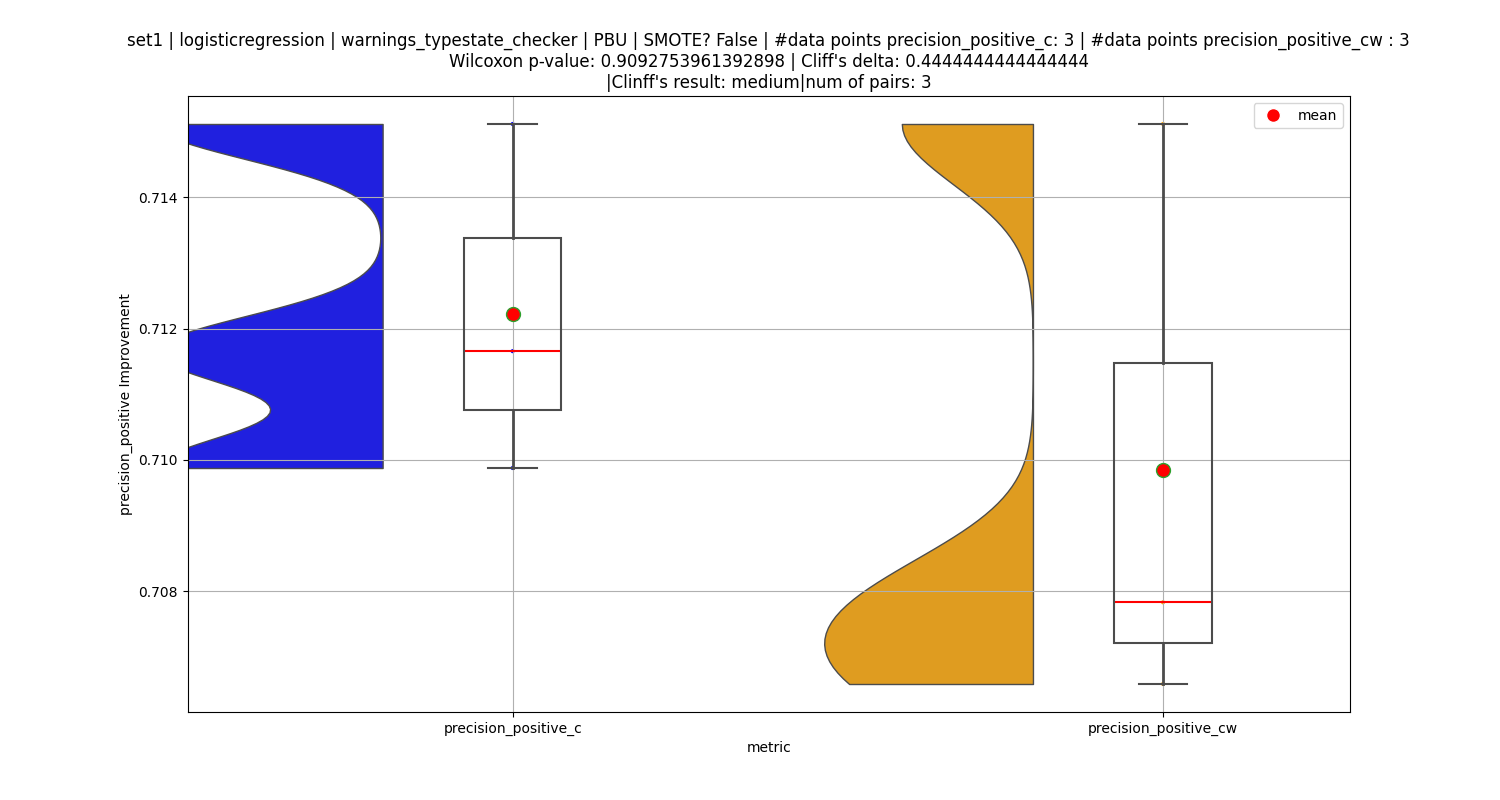 set1 | logisticregression | warnings_typestate_checker | PBU | SMOTE? False | #data points precision_positive_c: 3 | #data points precision_positive_cw : 3
Wilcoxon p-value: 0.9092753961392898 | Cliff's delta: 0.4444444444444444
|Clinff's result: medium|num of pairs: 3
mean
0.714
0.712
0.710
0.708
precision_positive Improvement
precision_positive_c
precision_positive_cw
metric